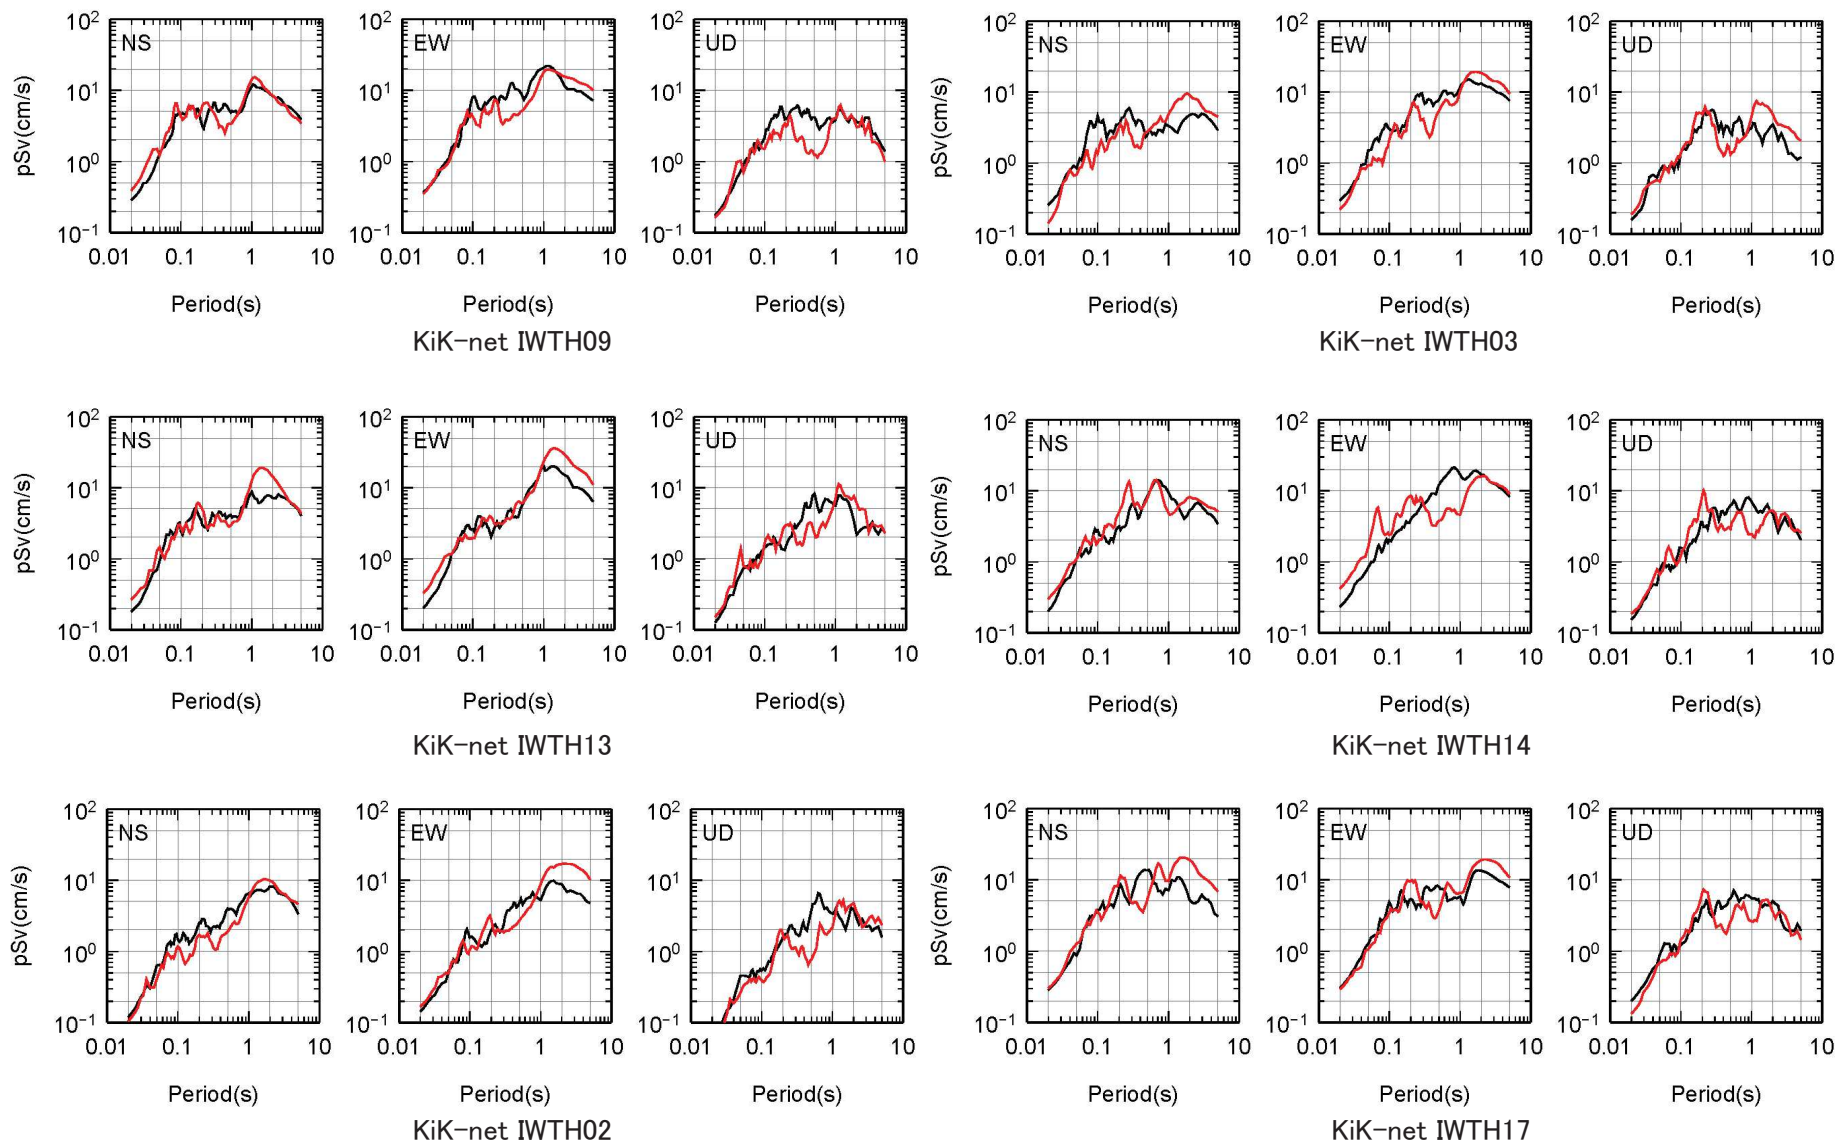 NS EW UD NS EW UD
pSv(cm/s) 10² 10¹ 10⁰ 10⁻¹ 10² 10¹ 10⁰ 10⁻¹ 10² 10¹ 10⁰ 10⁻¹ pSv(cm/s) 10² 10¹ 10⁰ 10⁻¹ 10² 10¹ 10⁰ 10⁻¹ 10² 10¹ 10⁰ 10⁻¹
0.01 0.1 1 10 0.01 0.1 1 10 0.01 0.1 1 10 0.01 0.1 1 10 0.01 0.1 1 10 0.01 0.1 1 10
Period(s) Period(s) Period(s) Period(s) Period(s) Period(s)
KiK-net IWTH09 KiK-net IWTH03
NS EW UD NS EW UD
pSv(cm/s) 10² 10¹ 10⁰ 10⁻¹ 10² 10¹ 10⁰ 10⁻¹ 10² 10¹ 10⁰ 10⁻¹ pSv(cm/s) 10² 10¹ 10⁰ 10⁻¹ 10² 10¹ 10⁰ 10⁻¹ 10² 10¹ 10⁰ 10⁻¹
0.01 0.1 1 10 0.01 0.1 1 10 0.01 0.1 1 10 0.01 0.1 1 10 0.01 0.1 1 10 0.01 0.1 1 10
Period(s) Period(s) Period(s) Period(s) Period(s) Period(s)
KiK-net IWTH13 KiK-net IWTH14
NS EW UD NS EW UD
pSv(cm/s) 10² 10¹ 10⁰ 10⁻¹ 10² 10¹ 10⁰ 10⁻¹ 10² 10¹ 10⁰ 10⁻¹ pSv(cm/s) 10² 10¹ 10⁰ 10⁻¹ 10² 10¹ 10⁰ 10⁻¹ 10² 10¹ 10⁰ 10⁻¹
0.01 0.1 1 10 0.01 0.1 1 10 0.01 0.1 1 10 0.01 0.1 1 10 0.01 0.1 1 10 0.01 0.1 1 10
Period(s) Period(s) Period(s) Period(s) Period(s) Period(s)
KiK-net IWTH02 KiK-net IWTH17